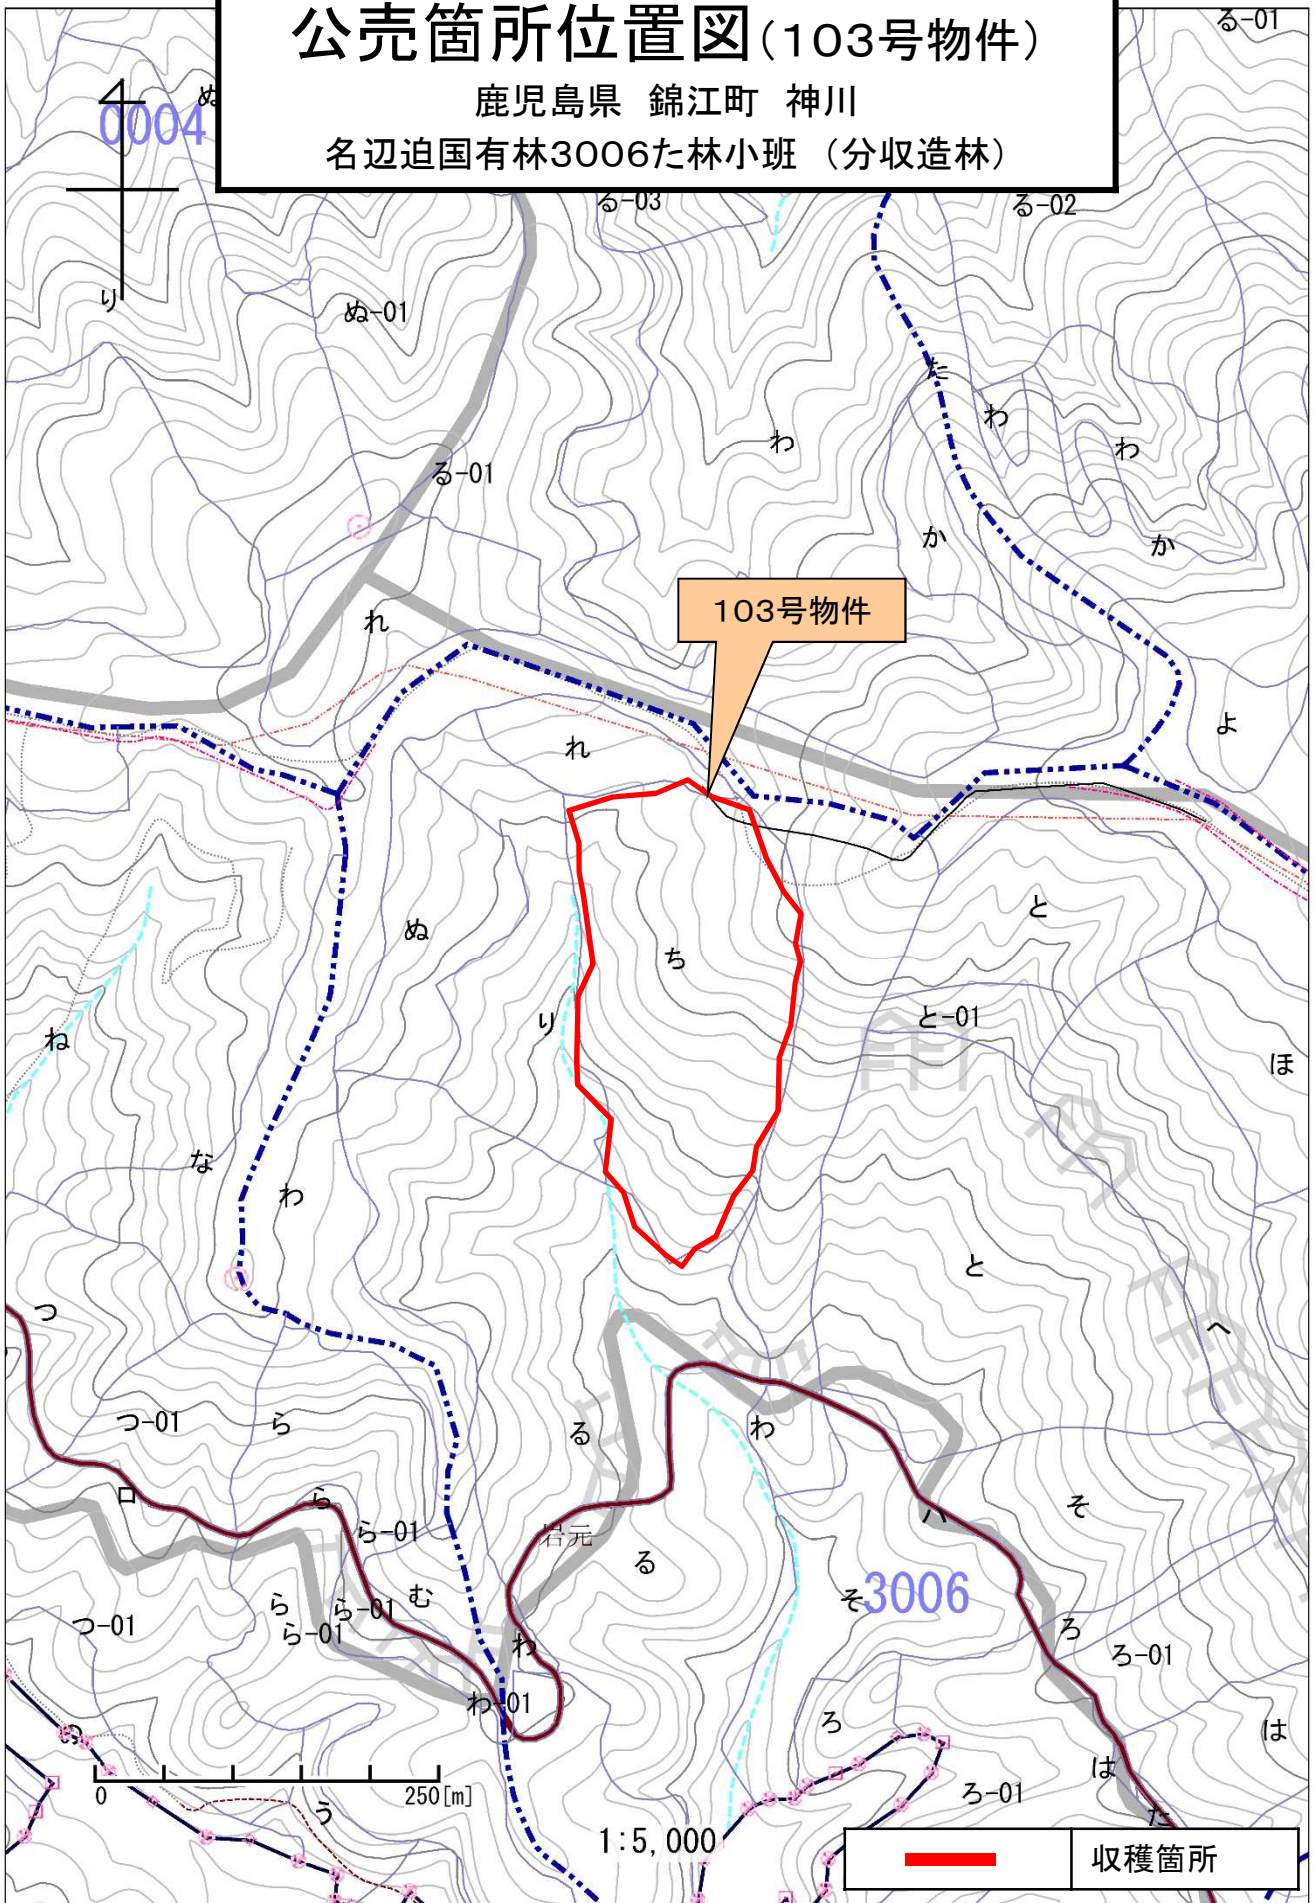 公売箇所位置図(103号物件)
鹿児島県 錦江町 神川
名辺迫国有林3006た林小班 (分収造林)
る-01
0004
ぬ
る-03
る-02
り
ぬ-01
た
わ
わ
わ
る-01
か
か
103号物件
れ
よ
れ
と
ぬ
ち
と-01
り
ね
ほ
な
わ
と
つ
へ
つ-01
ら
る
わ
ロ
ら
ら-01
岩元
ハ
そ
る
む
3006
そ
ら
ら-01
つ-01
ら-01
ろ
わ
ろ-01
わ-01
ろ
は
の
は
ろ-01
0
250[m]
う
た
1:5,000
収穫箇所